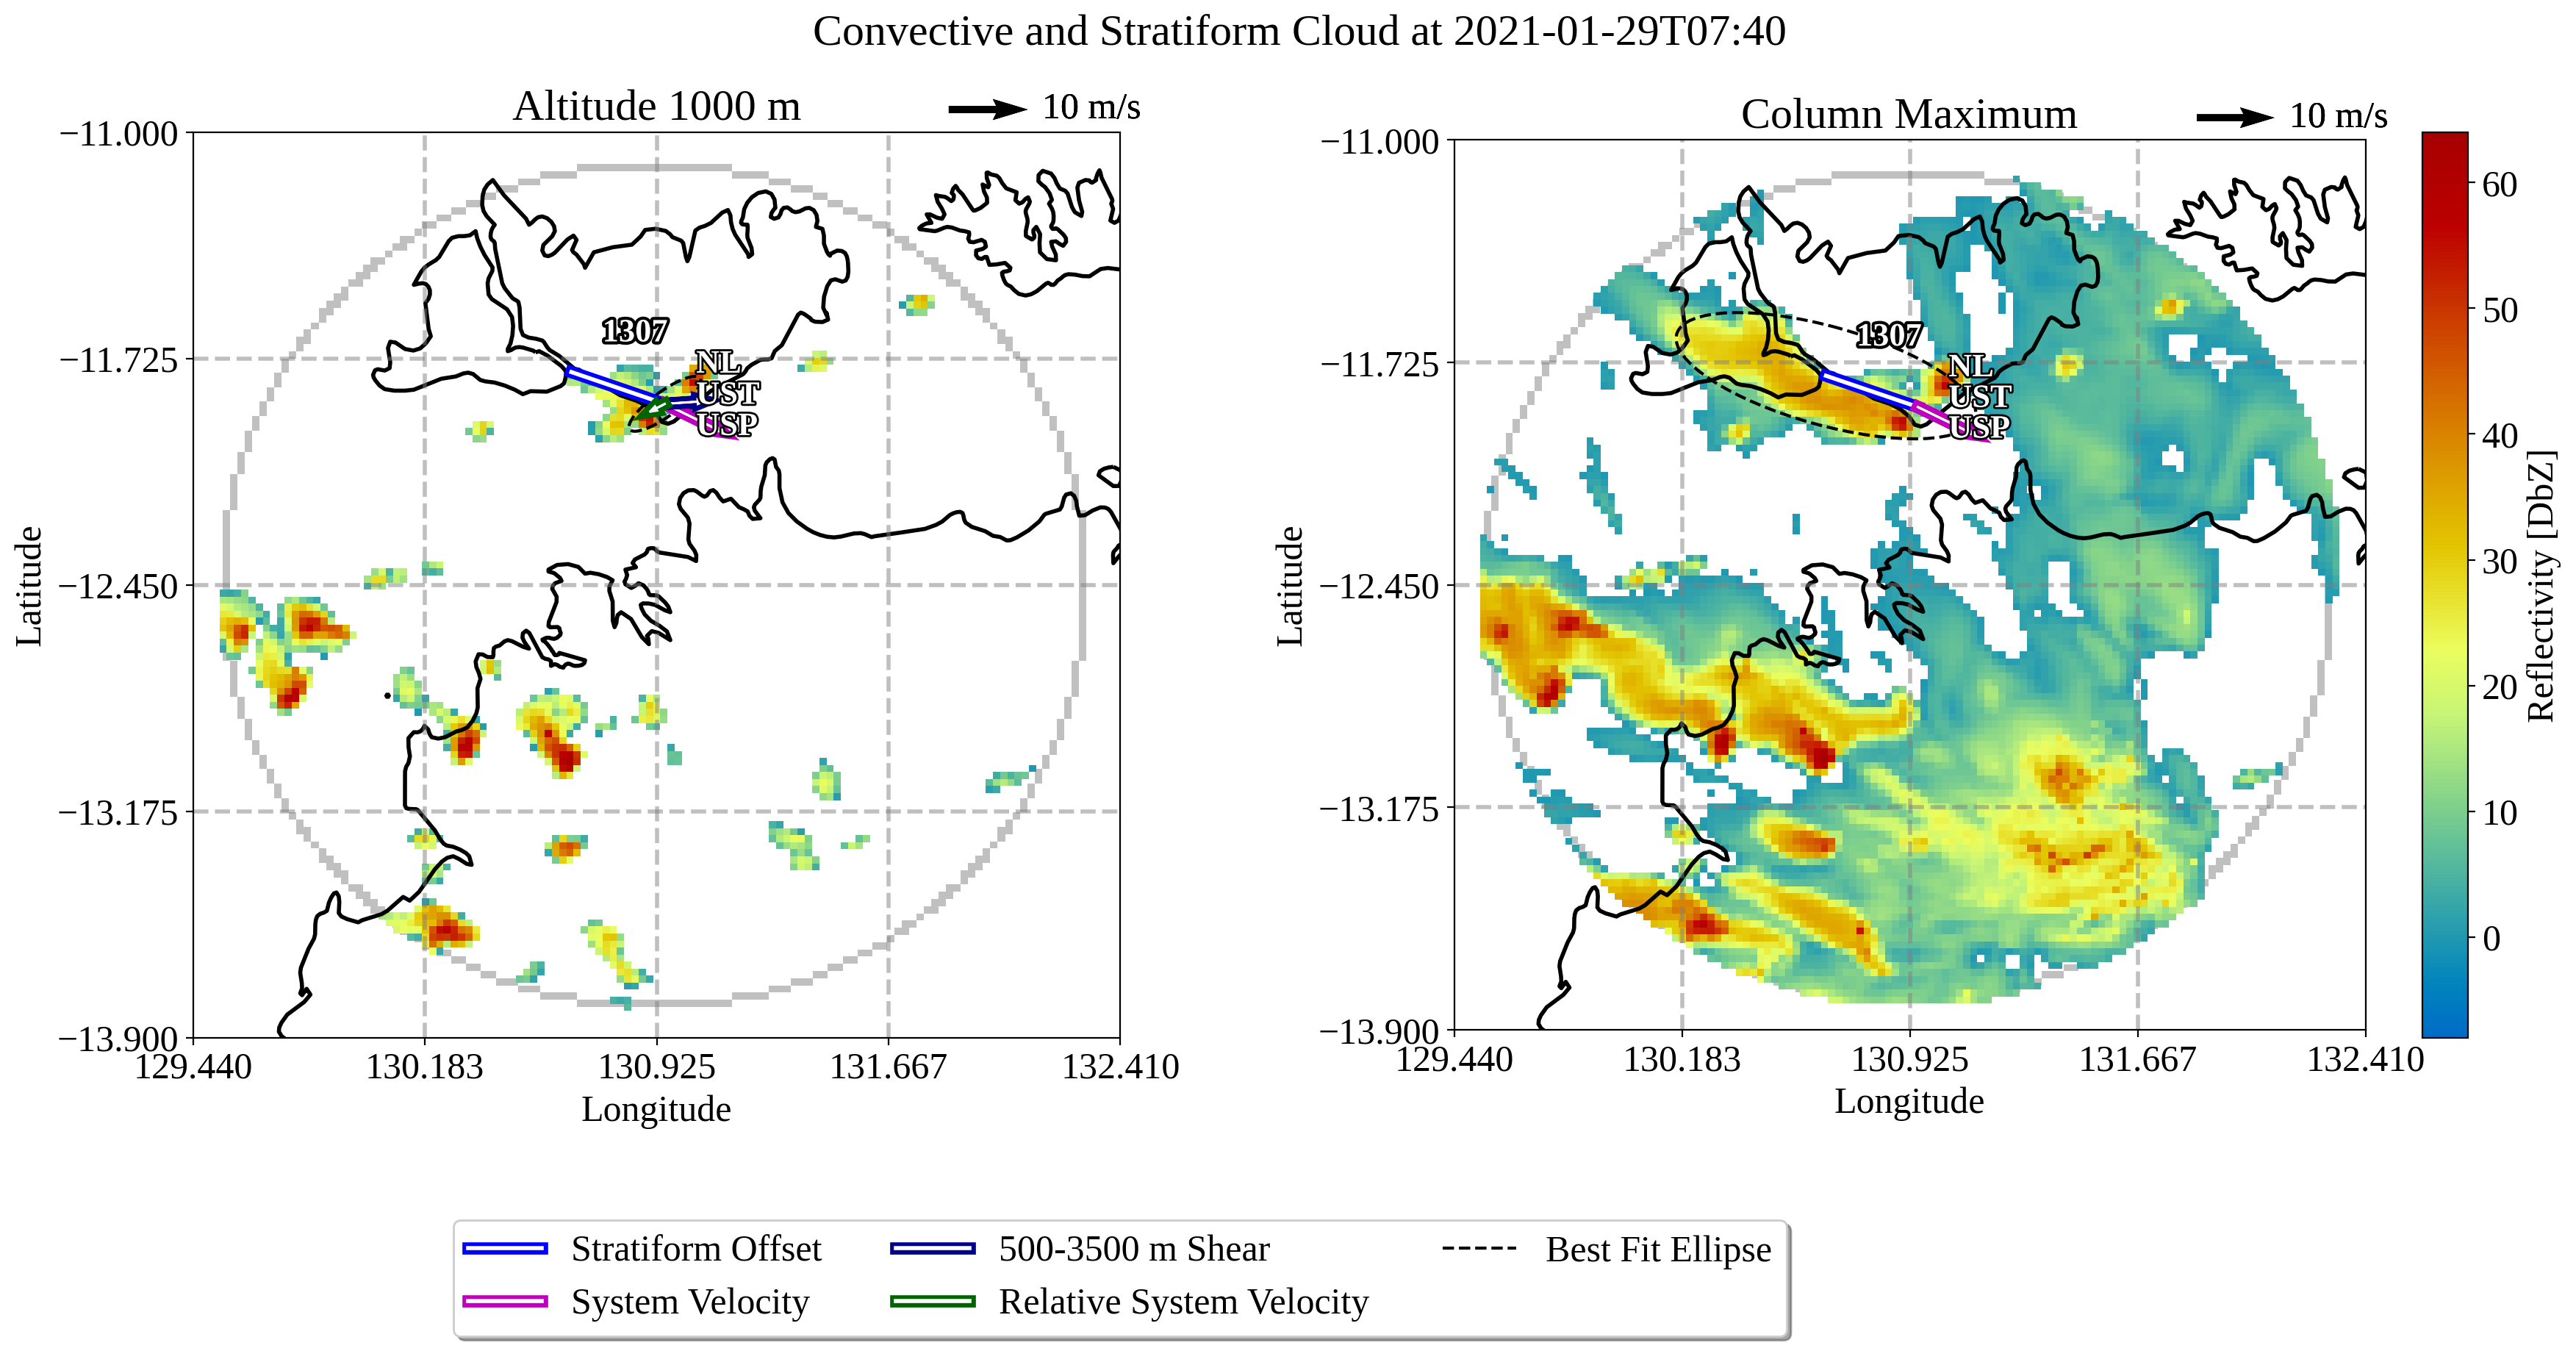 Convective and Stratiform Cloud at 2021-01-29T07:40
Altitude 1000 m
10 m/s
−11.000
−11.725
−12.450
−13.175
−13.900
Latitude
129.440
130.183
130.925
131.667
132.410
Longitude
1307
NL
UST
USP
Column Maximum
10 m/s
−11.000
−11.725
−12.450
−13.175
−13.900
Latitude
129.440
130.183
130.925
131.667
132.410
Longitude
1307
NL
UST
USP
60
50
40
30
20
10
0
Reflectivity [DbZ]
Stratiform Offset
System Velocity
500-3500 m Shear
Relative System Velocity
Best Fit Ellipse